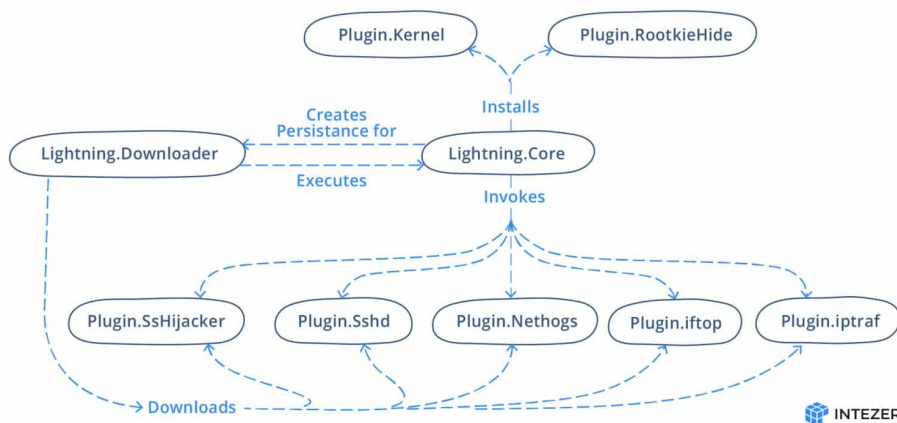 Plugin.Kernel
Plugin.RootkieHide
Installs
Creates
Persistance for
Lightning.Downloader
Lightning.Core
Executes
Invokes
Plugin.SsHijacker
Plugin.Sshd
Plugin.Nethogs
Plugin.iftop
Plugin.iptraf
Downloads
INTEZER